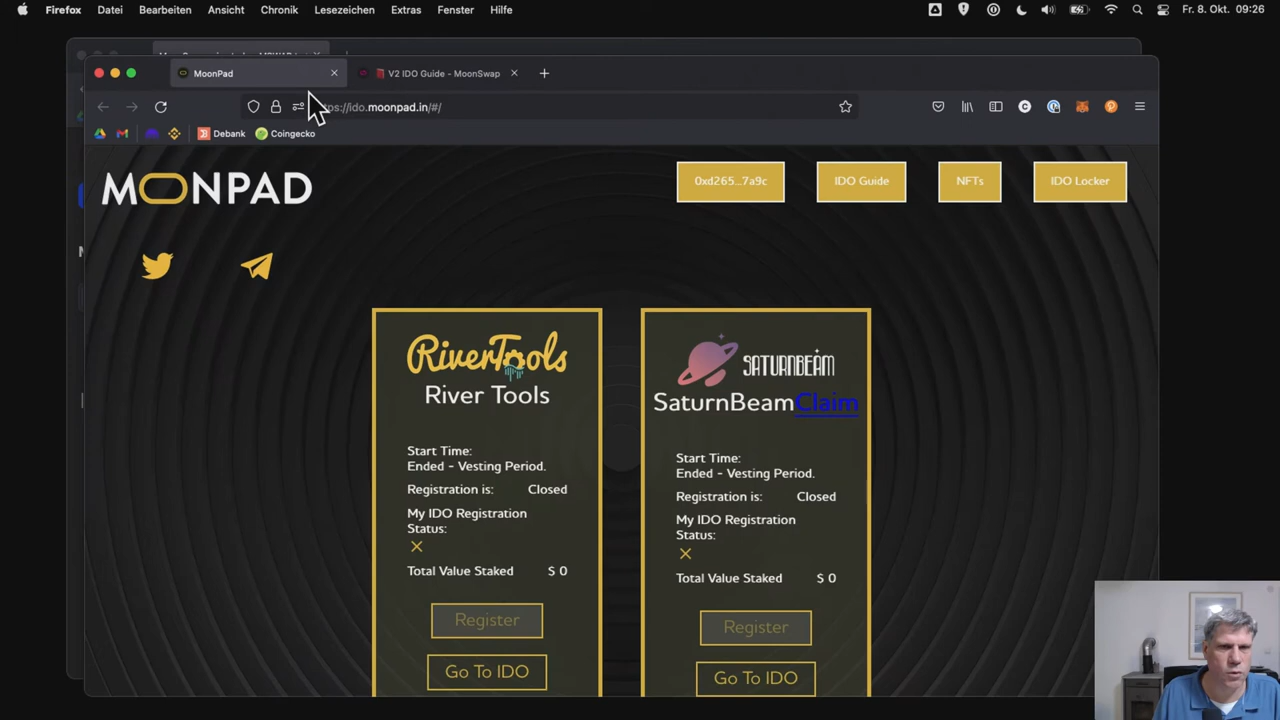 Firefox Datei Bearbeiten Ansicht Chronik Lesezeichen Extras Fenster Hilfe Fr. 8. Okt. 09:26
MoonPad V2 IDO Guide - MoonSwap
ido.moonpad.in/#/
Debank Coingecko
MOONPAD
0xd265...7a9c IDO Guide NFTs IDO Locker
RiverTools
River Tools
Start Time:
Ended - Vesting Period.
Registration is: Closed
My IDO Registration
Status:
Total Value Staked $ 0
Register
Go To IDO
SATURNBEAM
SaturnBeamClaim
Start Time:
Ended - Vesting Period.
Registration is: Closed
My IDO Registration
Status:
Total Value Staked $ 0
Register
Go To IDO